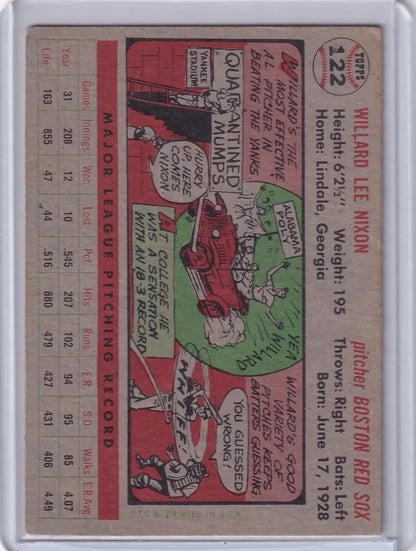 TOPPS
122
WILLARD LEE NIXON
pitcher BOSTON RED SOX
Height: 6'2½" Weight: 195 Throws: Right Bats: Left
Home: Lindale, Georgia Born: June 17, 1928
WILLARD'S THE
MOST EFFECTIVE
A.L. PITCHER IN
BEATING THE YANKS.
YANKEE
STADIUM
QUARANTINED
MUMPS
HURRY
UP, HERE
COMES
NIXON
ALABAMA
POLY
YEA
WILLARD
AT COLLEGE HE
WAS A SENSATION
WITH AN 18-3 RECORD
WILLARD'S GOOD
VARIETY OF
PITCHES KEEPS
BATTERS GUESSING.
YOU GUESSED
WRONG!
©T.C.G. PRINTED IN U.S.A.
MAJOR LEAGUE PITCHING RECORD
Games Innings Won Lost Pct. Hits Runs E.R. S.O. Walks E.R.Avg.
Year 31 208 12 10 .545 207 102 94 95 85 4.07
Life 163 855 47 44 .516 880 479 427 431 406 4.49